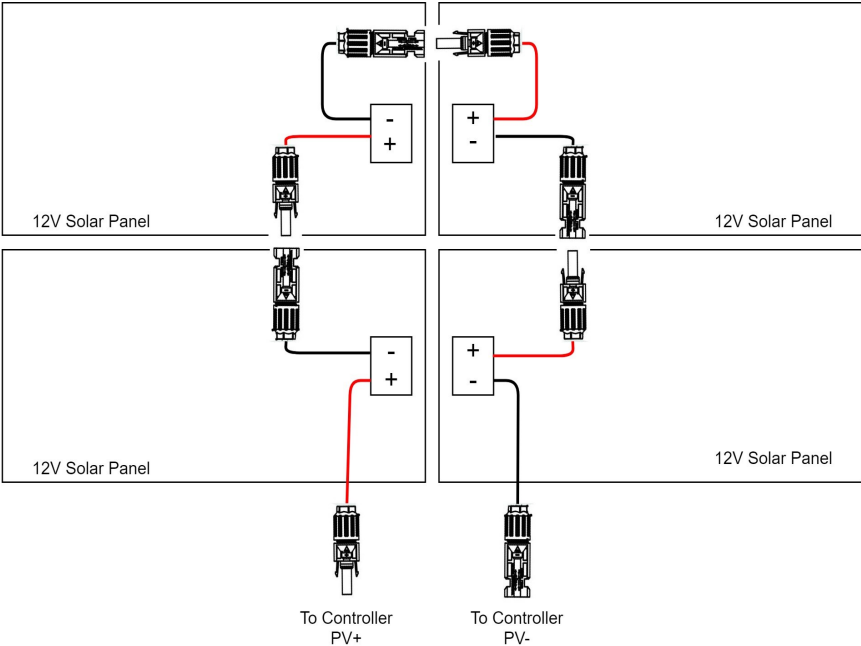 -
+
+
-
12V Solar Panel
12V Solar Panel
-
+
+
-
12V Solar Panel
12V Solar Panel
To Controller
PV+
To Controller
PV-